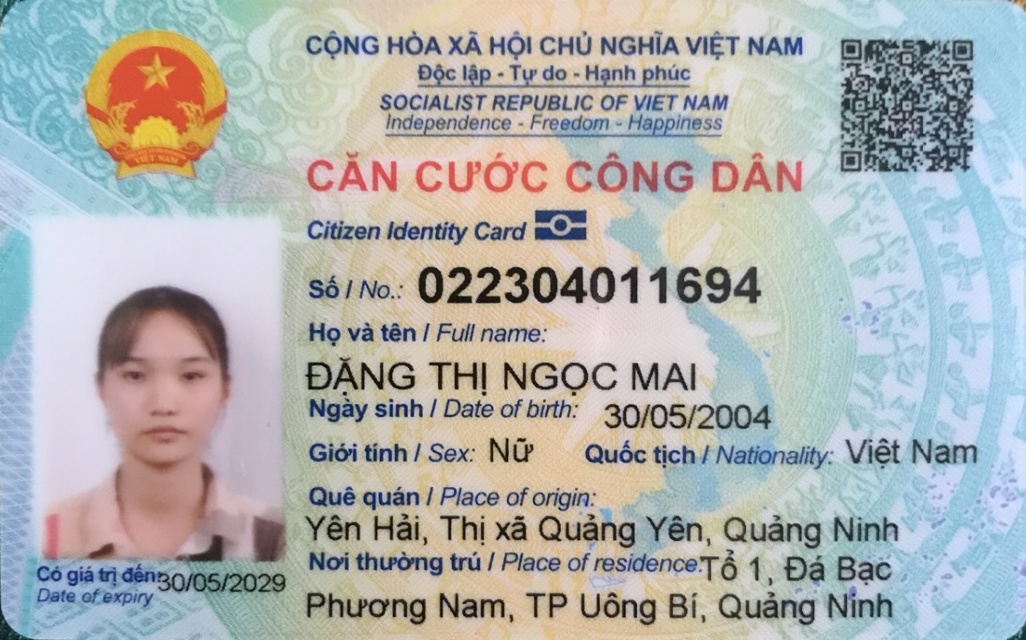 CỘNG HÒA XÃ HỘI CHỦ NGHĨA VIỆT NAM
Độc lập - Tự do - Hạnh phúc
SOCIALIST REPUBLIC OF VIET NAM
Independence - Freedom - Happiness
CĂN CƯỚC CÔNG DÂN
Citizen Identity Card
Số / No.: 022304011694
Họ và tên / Full name:
ĐẶNG THỊ NGỌC MAI
Ngày sinh / Date of birth: 30/05/2004
Giới tính / Sex: Nữ Quốc tịch / Nationality: Việt Nam
Quê quán / Place of origin:
Yên Hải, Thị xã Quảng Yên, Quảng Ninh
Nơi thường trú / Place of residence: Tổ 1, Đá Bạc
Phương Nam, TP Uông Bí, Quảng Ninh
Có giá trị đến: 30/05/2029
Date of expiry
VIỆT NAM